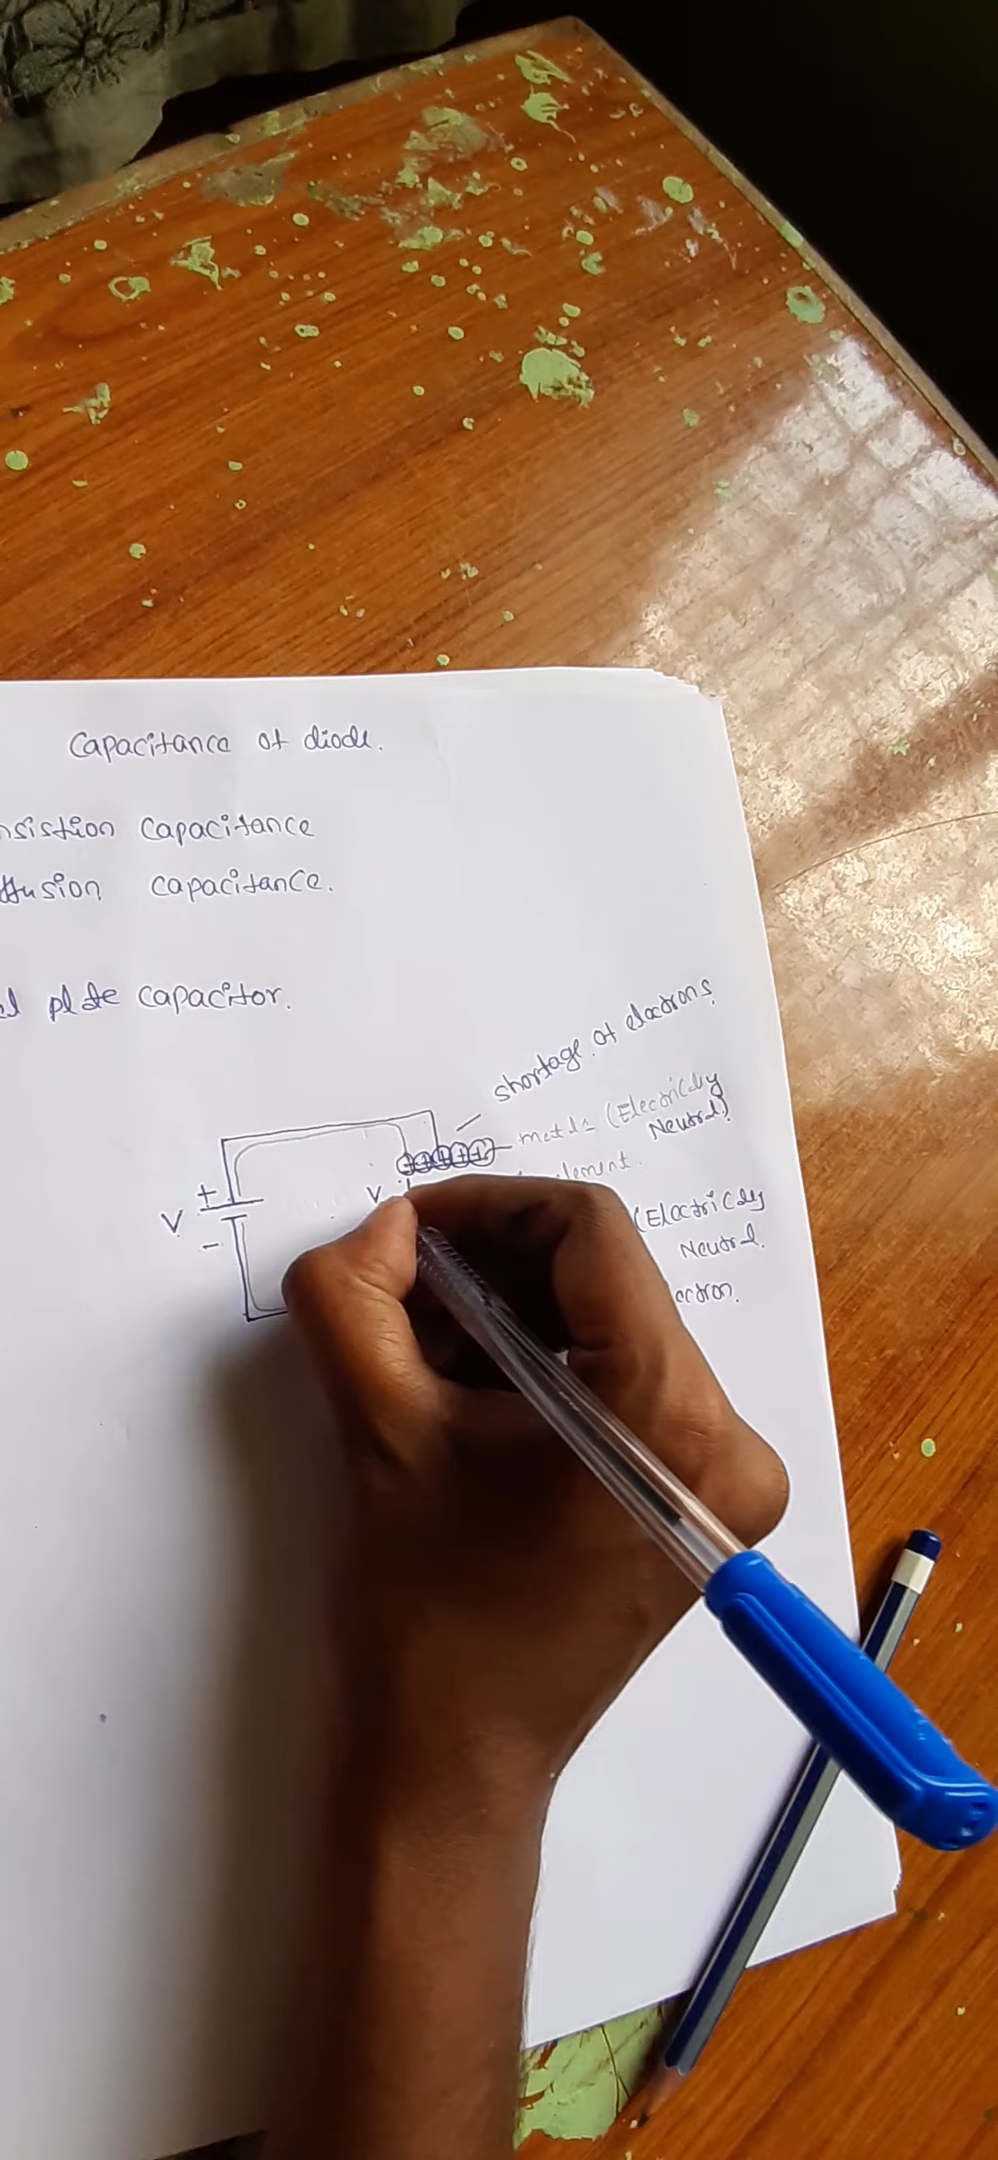 Capacitance of diode.
nsistion capacitance
ffusion capacitance.
el plate capacitor.
shortage of electrons.
metals (Electrically
Neutral)
element.
+
V
V
-
(Electrically
Neutral.
ectron.